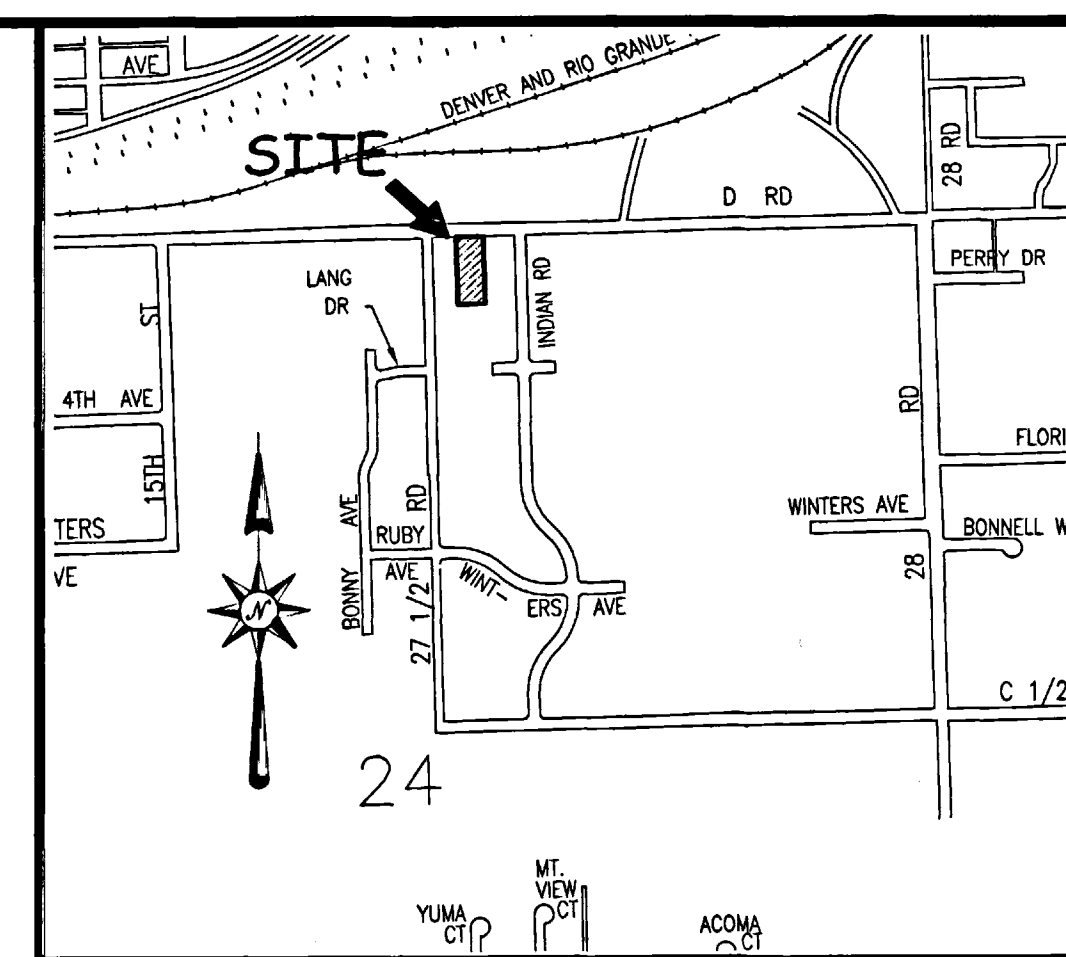 AVE
DENVER AND RIO GRANDE
SITE
28 RD
D RD
PERRY DR
LANG
DR
INDIAN RD
ST
4TH AVE
RD
FLORI
15TH
RD
WINTERS AVE
TERS
VE
BONNY AVE
RUBY
AVE
BONNELL W
28
WINT-
ERS AVE
27 1/2
N
C 1/2
24
MT.
VIEW
CT
YUMA
CT
ACOMA
CT